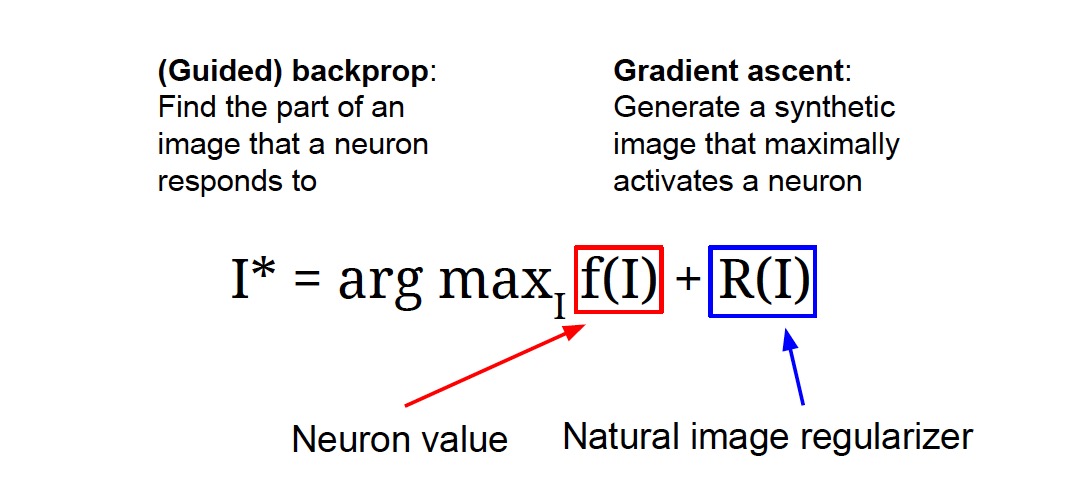 (Guided) backprop:
Find the part of an
image that a neuron
responds to
Gradient ascent:
Generate a synthetic
image that maximally
activates a neuron
I* = arg max_I f(I) + R(I)
Neuron value
Natural image regularizer